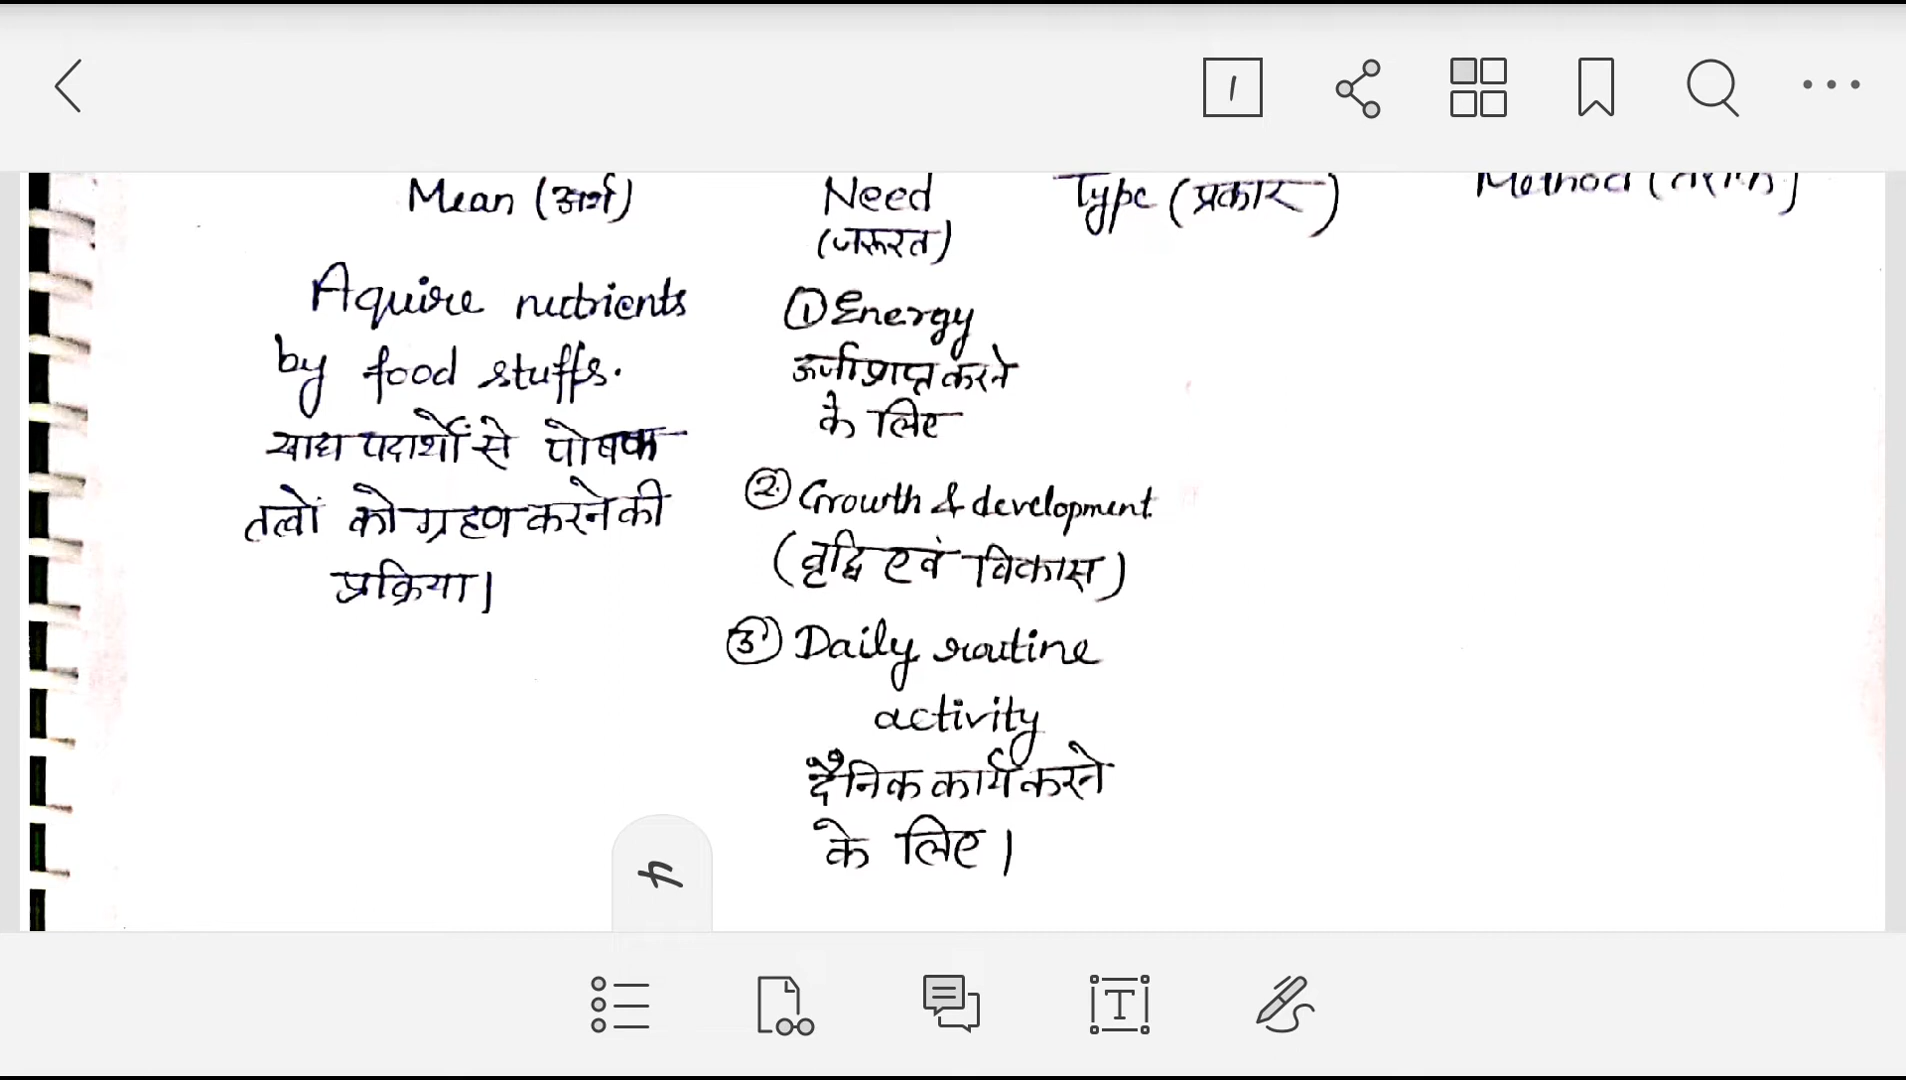 Mean (अर्थ)
Need
(जरूरत)
Type (प्रकार)
Method (
Aquire nutrients
by food stuffs.
खाद्य पदार्थों से पोषक
तत्वों को ग्रहण करने की
प्रक्रिया।
① Energy
ऊर्जा प्राप्त करने
के लिए
② Growth & development
(वृद्धि एवं विकास)
③ Daily routine
activity
दैनिक कार्य करने
के लिए।